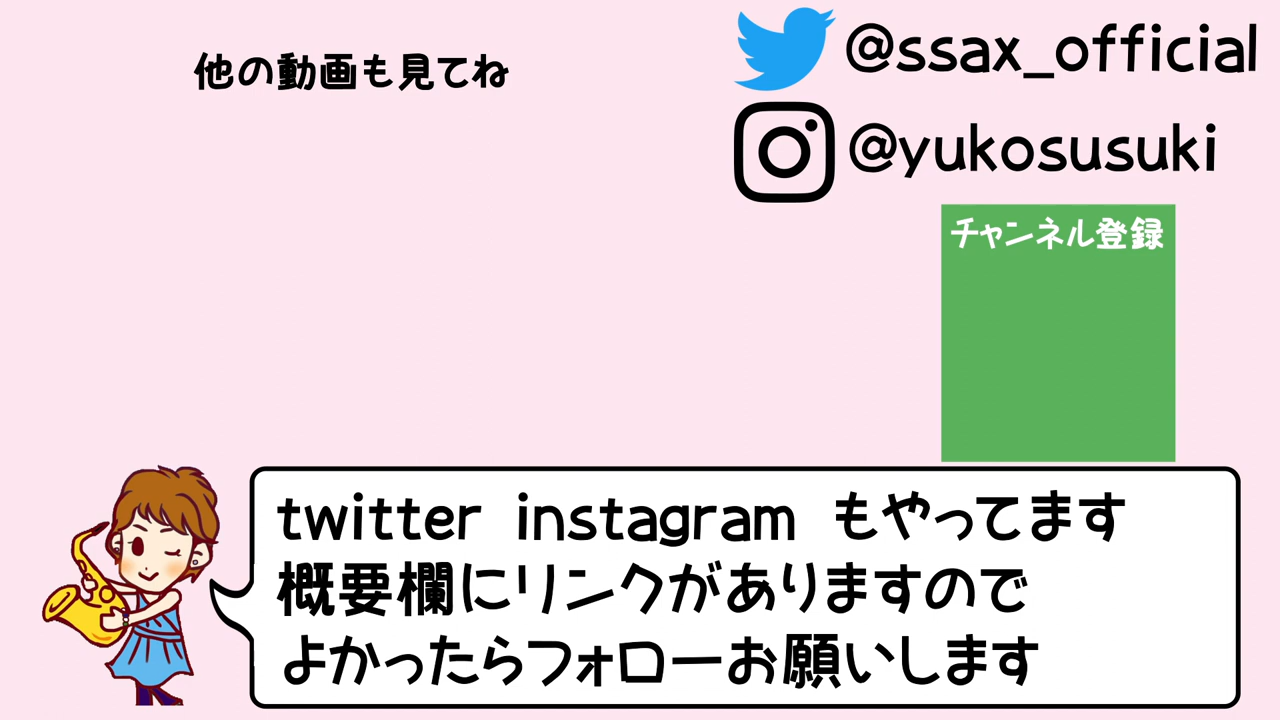 他の動画も見てね
@ssax_official
@yukosusuki
チャンネル登録
twitter instagram もやってます
概要欄にリンクがありますので
よかったらフォローお願いします